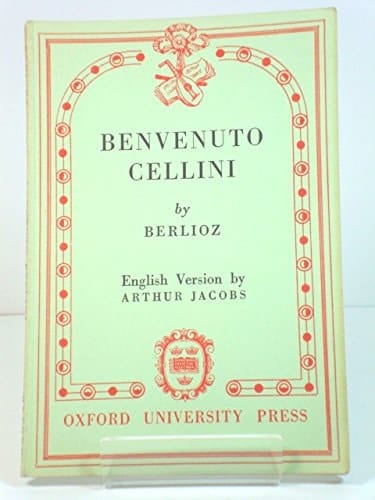 BENVENUTO
CELLINI
by
BERLIOZ
English Version by
ARTHUR JACOBS
OXFORD UNIVERSITY PRESS